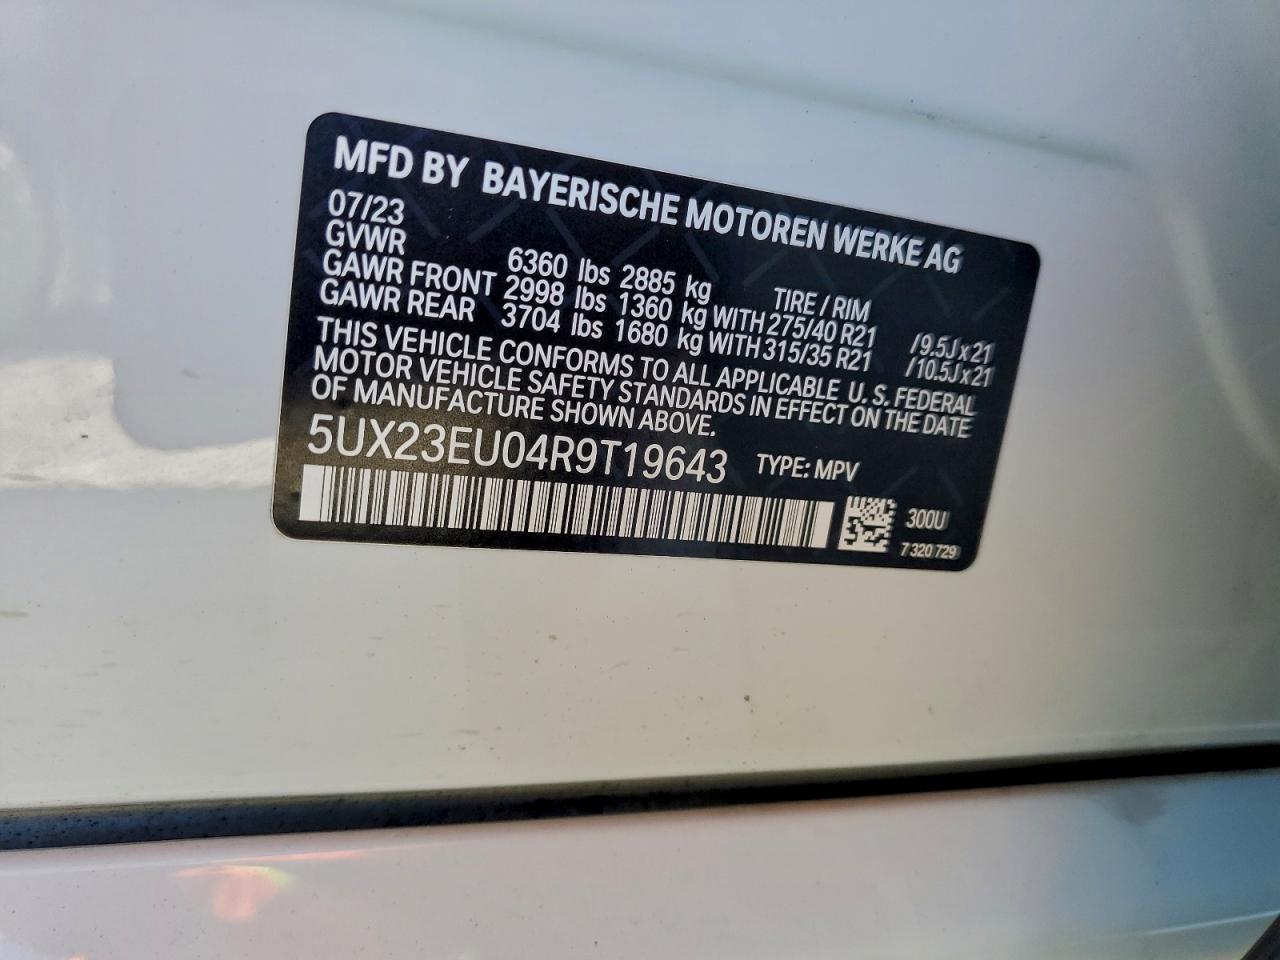 MFD BY BAYERISCHE MOTOREN WERKE AG
07/23
GVWR 6360 lbs 2885 kg TIRE / RIM
GAWR FRONT 2998 lbs 1360 kg WITH 275/40 R21 /9.5J x 21
GAWR REAR 3704 lbs 1680 kg WITH 315/35 R21 /10.5J x 21
THIS VEHICLE CONFORMS TO ALL APPLICABLE U. S. FEDERAL
MOTOR VEHICLE SAFETY STANDARDS IN EFFECT ON THE DATE
OF MANUFACTURE SHOWN ABOVE.
5UX23EU04R9T19643 TYPE: MPV
300U
7 320 729